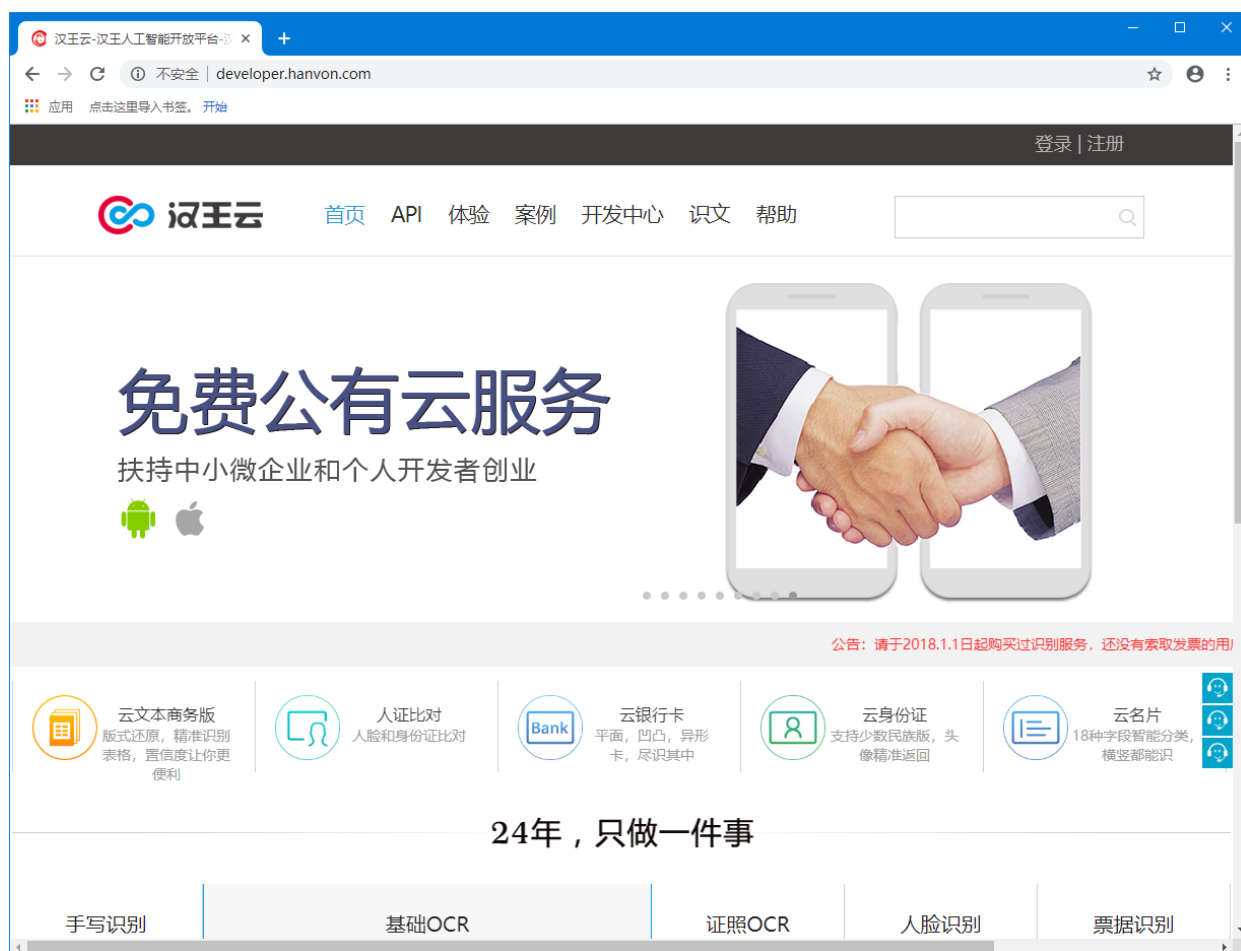 汉王云-汉王人工智能开放平台-
不安全 | developer.hanvon.com
应用 点击这里导入书签。 开始
登录 | 注册
汉王云 首页 API 体验 案例 开发中心 识文 帮助
免费公有云服务
扶持中小微企业和个人开发者创业
公告：请于2018.1.1日起购买过识别服务，还没有索取发票的用
云文本商务版
版式还原，精准识别
表格，置信度让你更
便利
人证比对
人脸和身份证比对
Bank
云银行卡
平面，凹凸，异形
卡，尽识其中
云身份证
支持少数民族版，头
像精准返回
云名片
18种字段智能分类，
横竖都能识
24年，只做一件事
手写识别 基础OCR 证照OCR 人脸识别 票据识别